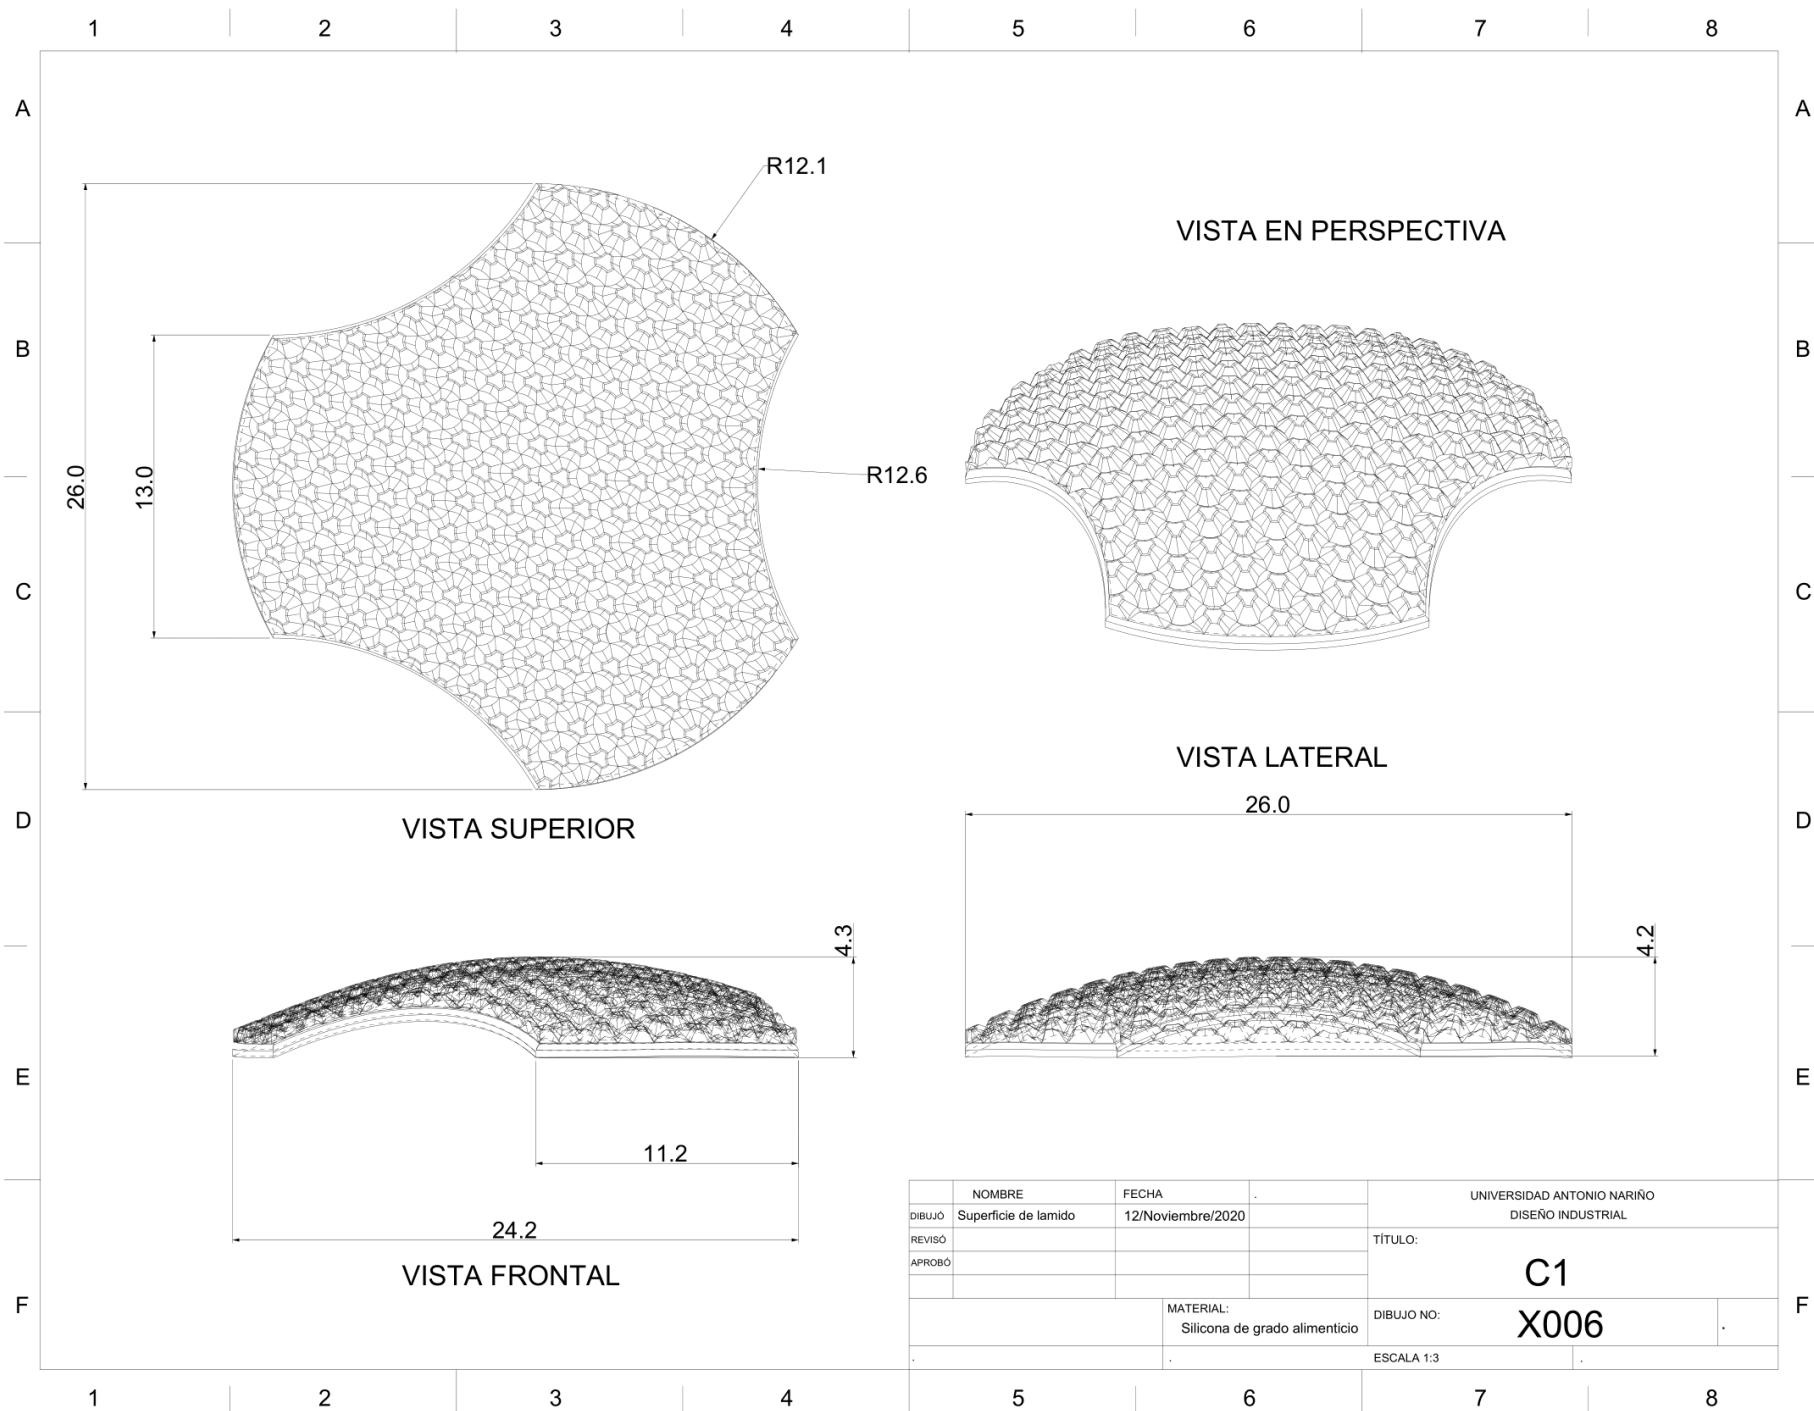 1 2 3 4 5 6 7 8
A A
R12.1
VISTA EN PERSPECTIVA
B B
26.0
13.0
R12.6
C C
VISTA LATERAL
26.0
D D
VISTA SUPERIOR
4.3
4.2
E E
11.2
24.2
VISTA FRONTAL
NOMBRE FECHA .
UNIVERSIDAD ANTONIO NARIÑO
DIBUJÓ Superficie de lamido 12/Noviembre/2020
DISEÑO INDUSTRIAL
REVISÓ
TÍTULO:
APROBÓ
C1
F F
MATERIAL:
Silicona de grado alimenticio
DIBUJO NO:
X006
.
. . ESCALA 1:3 .
1 2 3 4 5 6 7 8